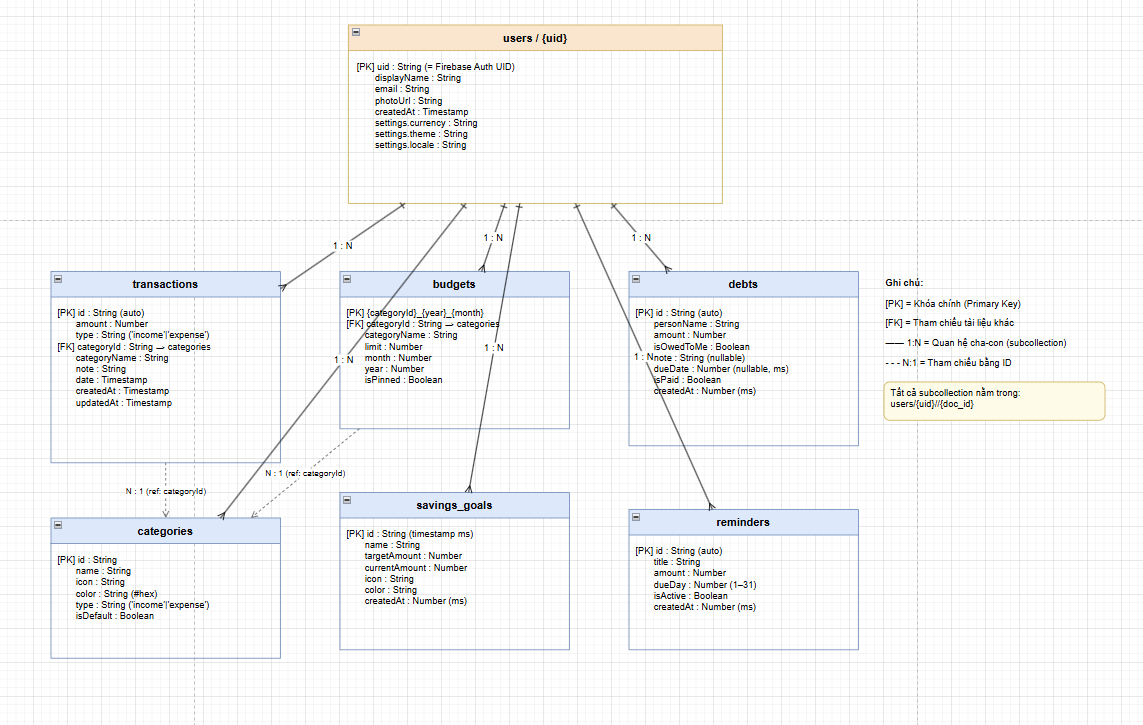 users / {uid}
[PK] uid : String (= Firebase Auth UID)
displayName : String
email : String
photoUrl : String
createdAt : Timestamp
settings.currency : String
settings.theme : String
settings.locale : String
1 : N
1 : N
1 : N
transactions
[PK] id : String (auto)
amount : Number
type : String ('income'|'expense')
[FK] categoryId : String → categories
categoryName : String
note : String
date : Timestamp
createdAt : Timestamp
updatedAt : Timestamp
budgets
[PK] {categoryId}_{year}_{month}
[FK] categoryId : String → categories
categoryName : String
limit : Number
month : Number
year : Number
isPinned : Boolean
1 : N
1 : N
debts
[PK] id : String (auto)
personName : String
amount : Number
isOwedToMe : Boolean
note : String (nullable)
dueDate : Number (nullable, ms)
isPaid : Boolean
createdAt : Number (ms)
1 : N
Ghi chú:
[PK] = Khóa chính (Primary Key)
[FK] = Tham chiếu tài liệu khác
—— 1:N = Quan hệ cha-con (subcollection)
- - - N:1 = Tham chiếu bằng ID
Tất cả subcollection nằm trong:
users/{uid}//{doc_id}
N : 1 (ref: categoryId)
N : 1 (ref: categoryId)
categories
[PK] id : String
name : String
icon : String
color : String (#hex)
type : String ('income'|'expense')
isDefault : Boolean
savings_goals
[PK] id : String (timestamp ms)
name : String
targetAmount : Number
currentAmount : Number
icon : String
color : String
createdAt : Number (ms)
reminders
[PK] id : String (auto)
title : String
amount : Number
dueDay : Number (1–31)
isActive : Boolean
createdAt : Number (ms)